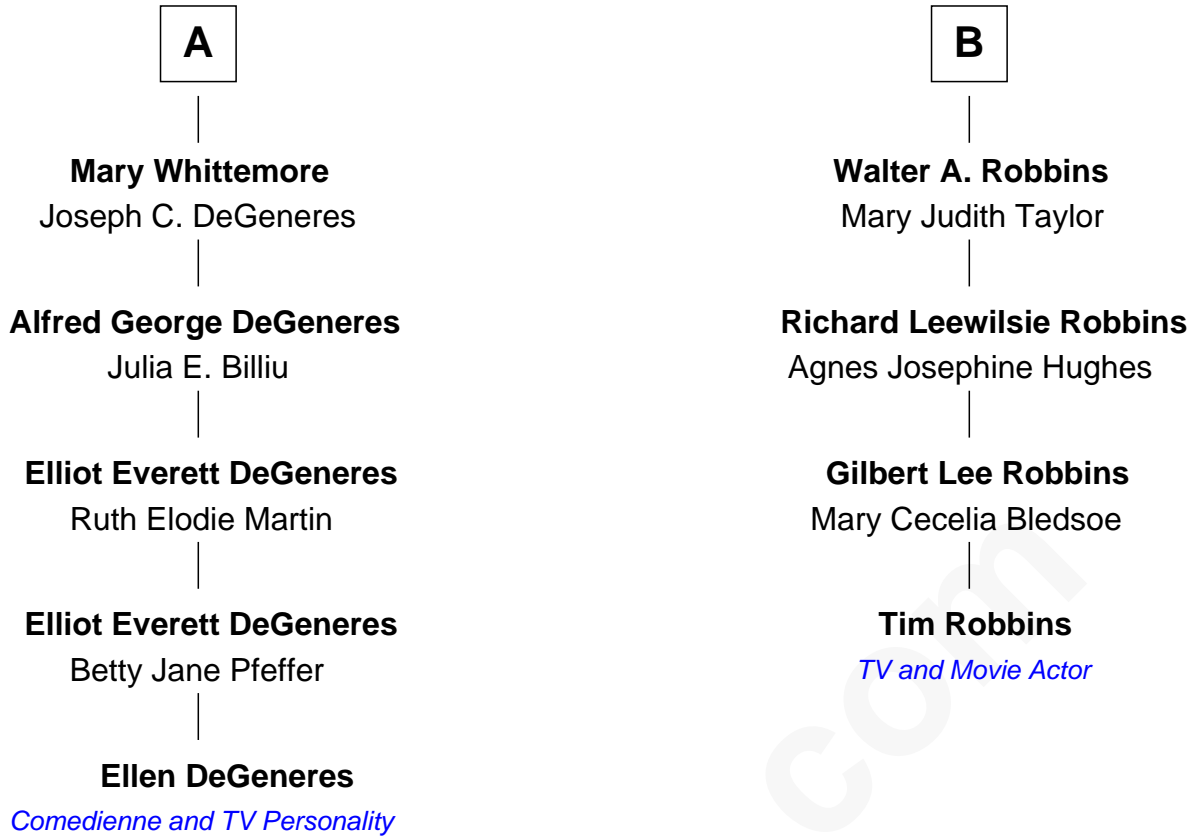 A
Mary Whittemore
Joseph C. DeGeneres
Alfred George DeGeneres
Julia E. Billiu
Elliot Everett DeGeneres
Ruth Elodie Martin
Elliot Everett DeGeneres
Betty Jane Pfeffer
Ellen DeGeneres
Comedienne and TV Personality
B
Walter A. Robbins
Mary Judith Taylor
Richard Leewilsie Robbins
Agnes Josephine Hughes
Gilbert Lee Robbins
Mary Cecelia Bledsoe
Tim Robbins
TV and Movie Actor
com